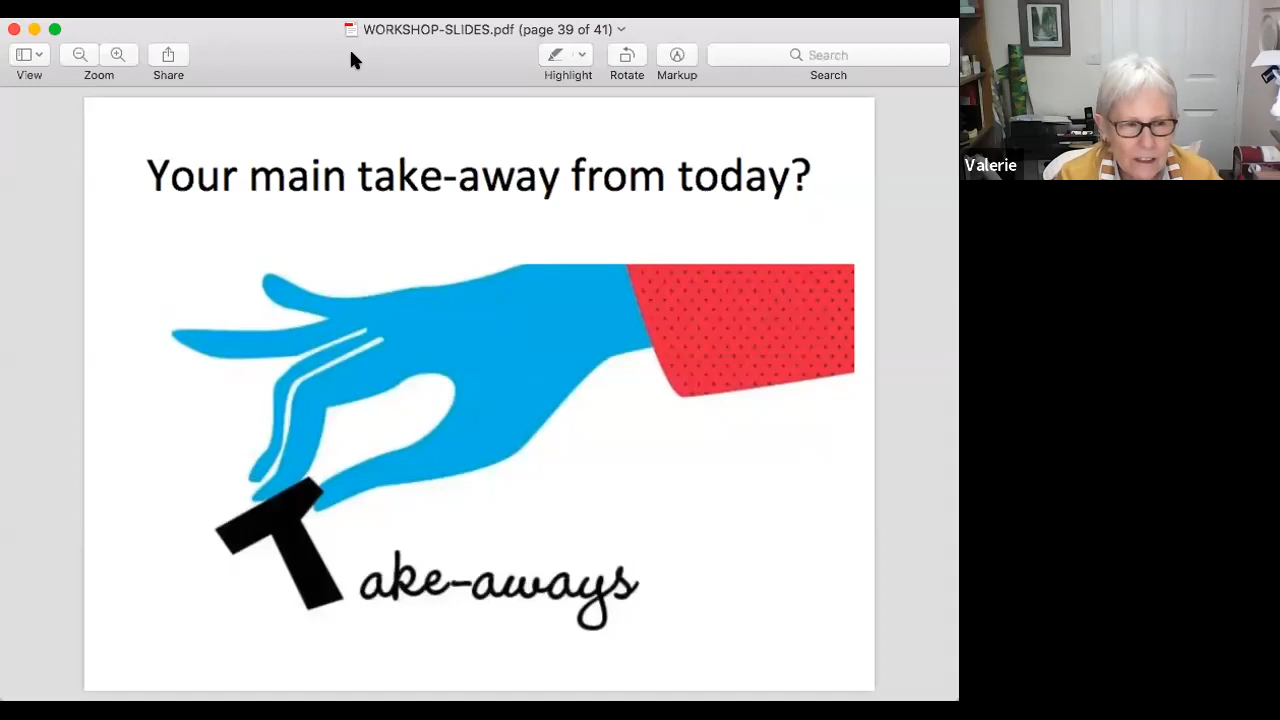 WORKSHOP-SLIDES.pdf (page 39 of 41)
View
Zoom
Share
Highlight
Rotate
Markup
Search
Search
Valerie
Your main take-away from today?
Take-aways